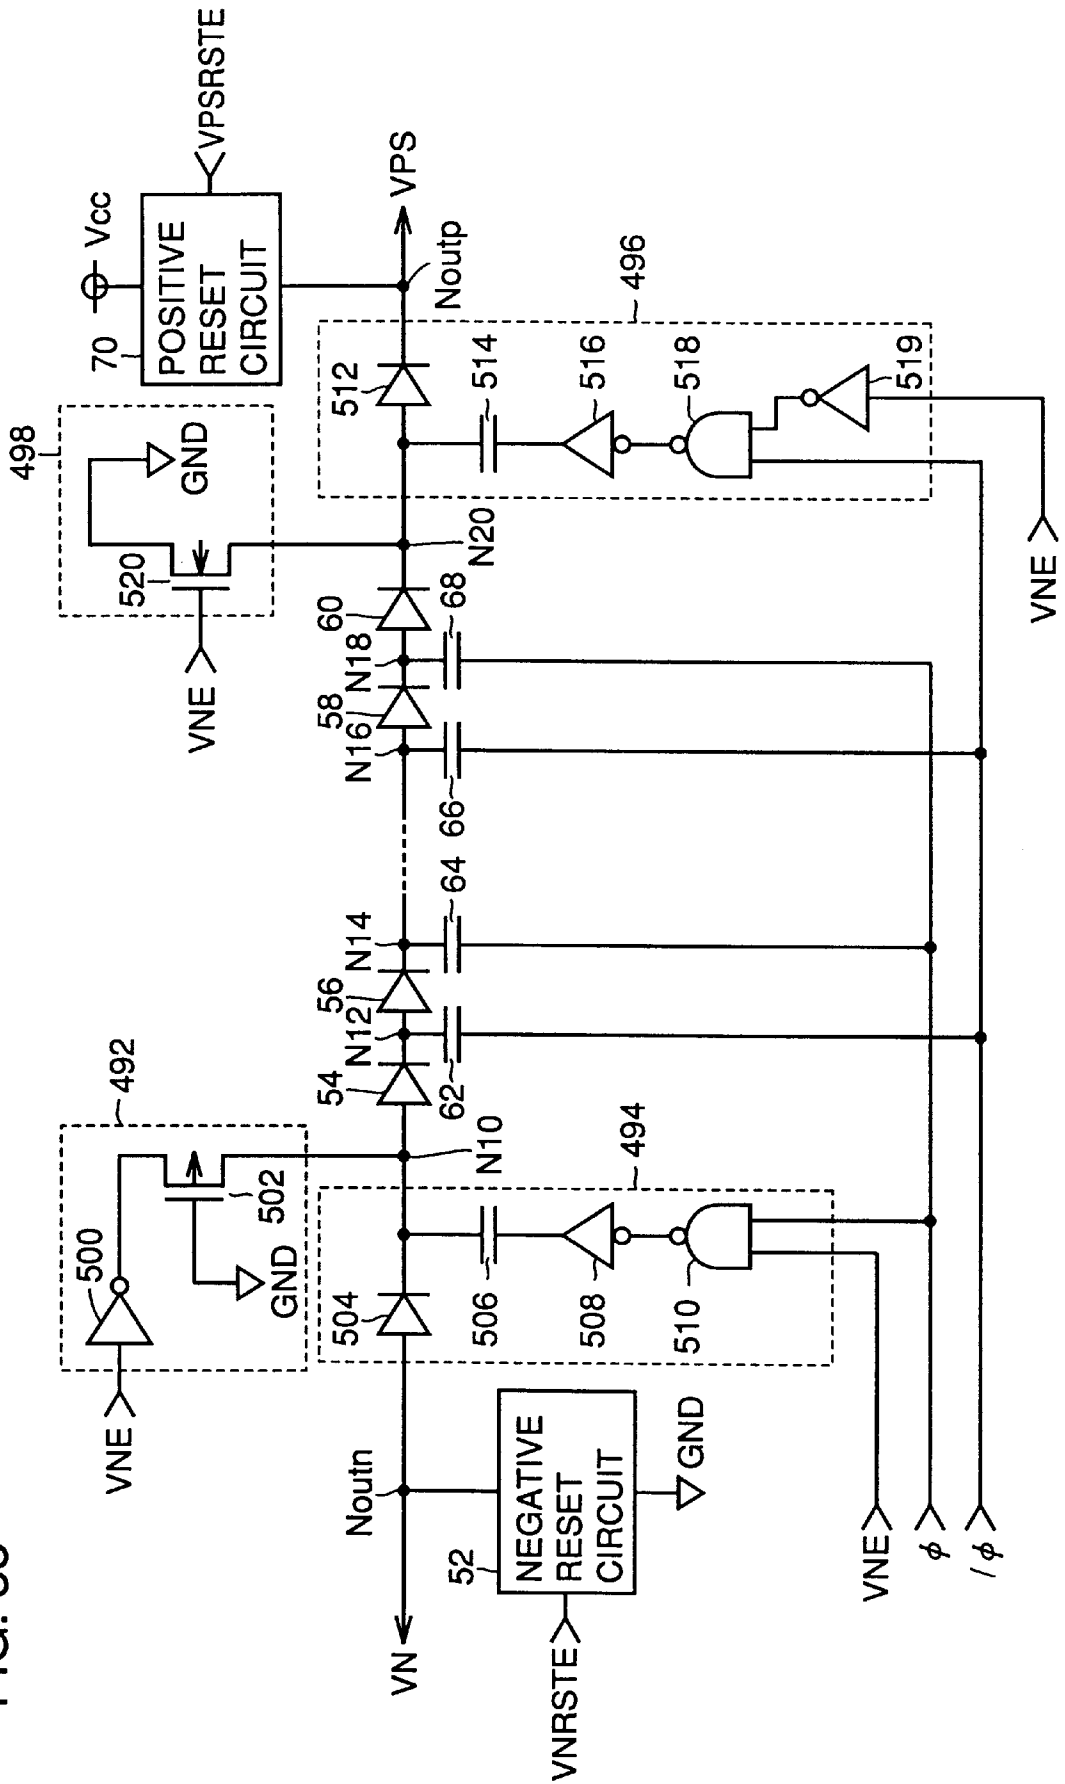 VNE
500
492
GND
502
VNE
498
520
GND
70
Vcc
POSITIVE
RESET
CIRCUIT
VPSRSTE
VN
Noutn
504
N10
54
N12
56
N14
N16
58
N18
60
N20
512
Noutp
VPS
52
NEGATIVE
RESET
CIRCUIT
GND
VNRSTE
506
508
510
494
62
64
66
68
514
516
518
519
496
VNE
φ
/φ
VNE